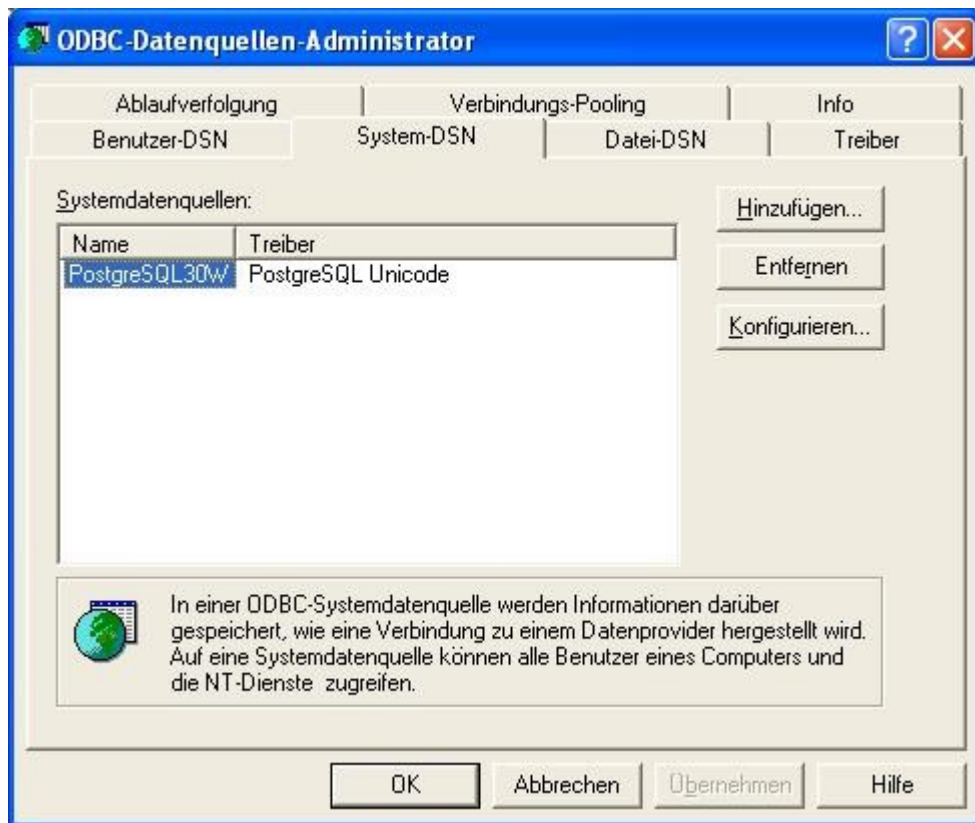 ODBC-Datenquellen-Administrator
Ablaufverfolgung Verbindungs-Pooling Info
Benutzer-DSN System-DSN Datei-DSN Treiber
Systemdatenquellen:
Hinzufügen...
Name Treiber
PostgreSQL30W PostgreSQL Unicode
Entfernen
Konfigurieren...
In einer ODBC-Systemdatenquelle werden Informationen darüber
gespeichert, wie eine Verbindung zu einem Datenprovider hergestellt wird.
Auf eine Systemdatenquelle können alle Benutzer eines Computers und
die NT-Dienste zugreifen.
OK Abbrechen Übernehmen Hilfe